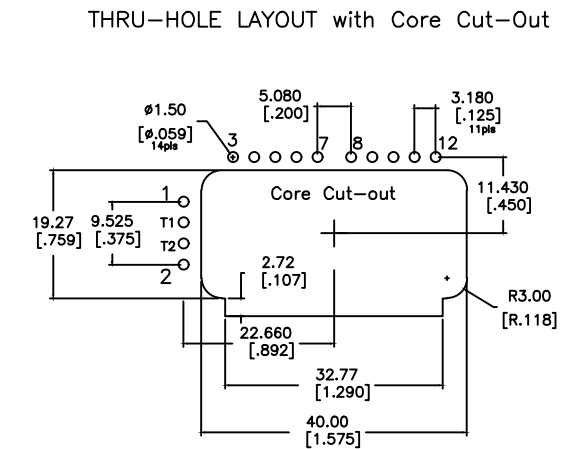 THRU-HOLE LAYOUT with Core Cut-Out
ø1.50
[ø.059]
14pls
5.080
[.200]
3.180
[.125]
11pls
3
7
8
12
Core Cut-out
11.430
[.450]
1
T1
T2
2
19.27
[.759]
9.525
[.375]
2.72
[.107]
R3.00
[R.118]
22.660
[.892]
32.77
[1.290]
40.00
[1.575]